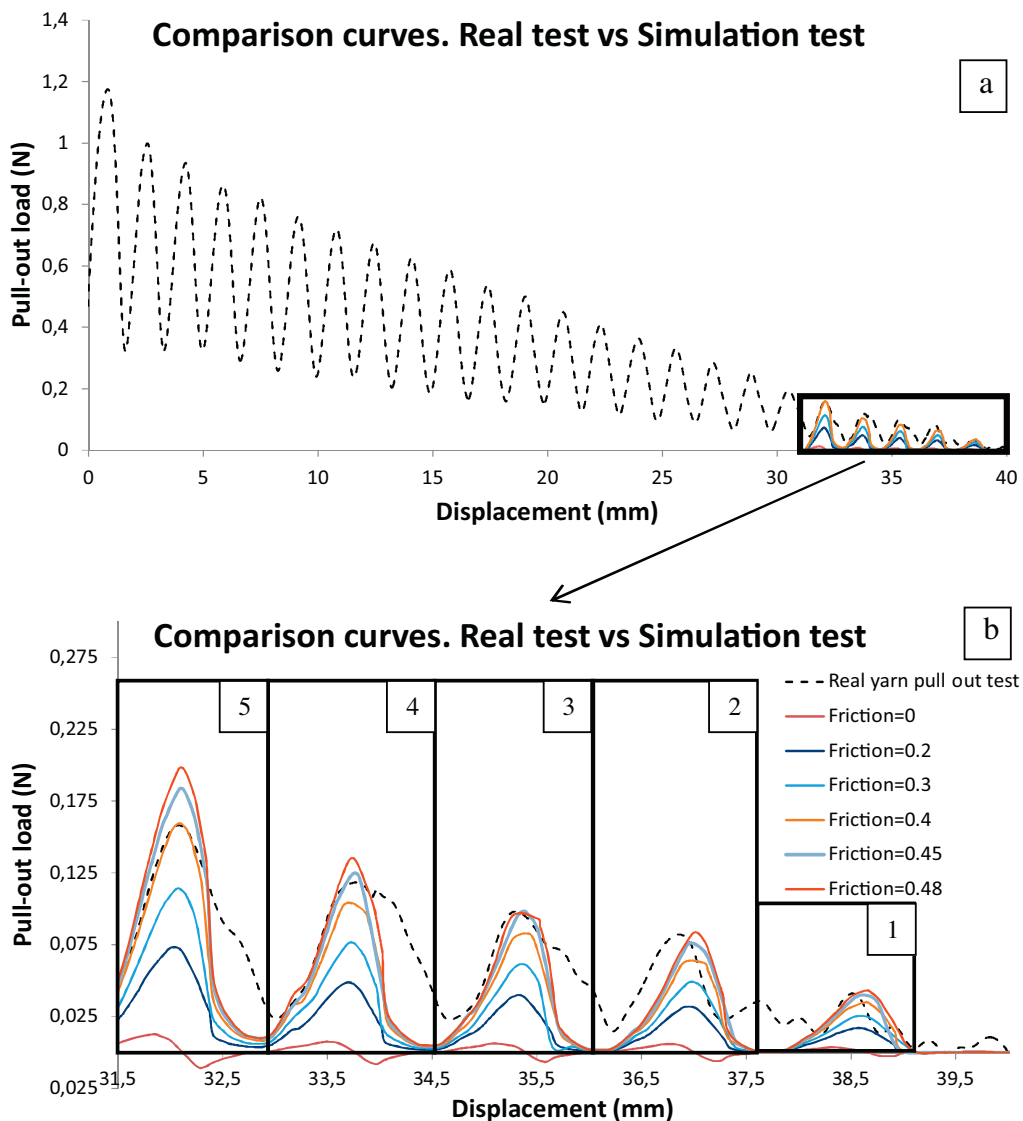 Comparison curves. Real test vs Simulation test
a
1,4
1,2
1
0,8
0,6
0,4
0,2
0
Pull-out load (N)
0 5 10 15 20 25 30 35 40
Displacement (mm)
Comparison curves. Real test vs Simulation test
b
0,275
0,225
0,175
0,125
0,075
0,025
0,025
Pull-out load (N)
5
4
3
2
1
Real yarn pull out test
Friction=0
Friction=0.2
Friction=0.3
Friction=0.4
Friction=0.45
Friction=0.48
31,5 32,5 33,5 34,5 35,5 36,5 37,5 38,5 39,5
Displacement (mm)